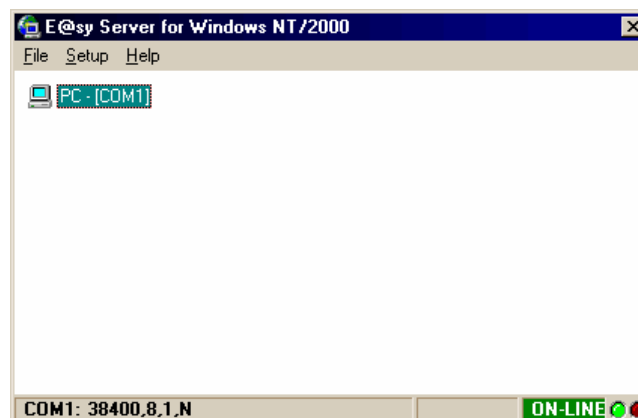 E@sy Server for Windows NT/2000
File Setup Help
PC - [COM1]
COM1: 38400,8,1,N ON-LINE